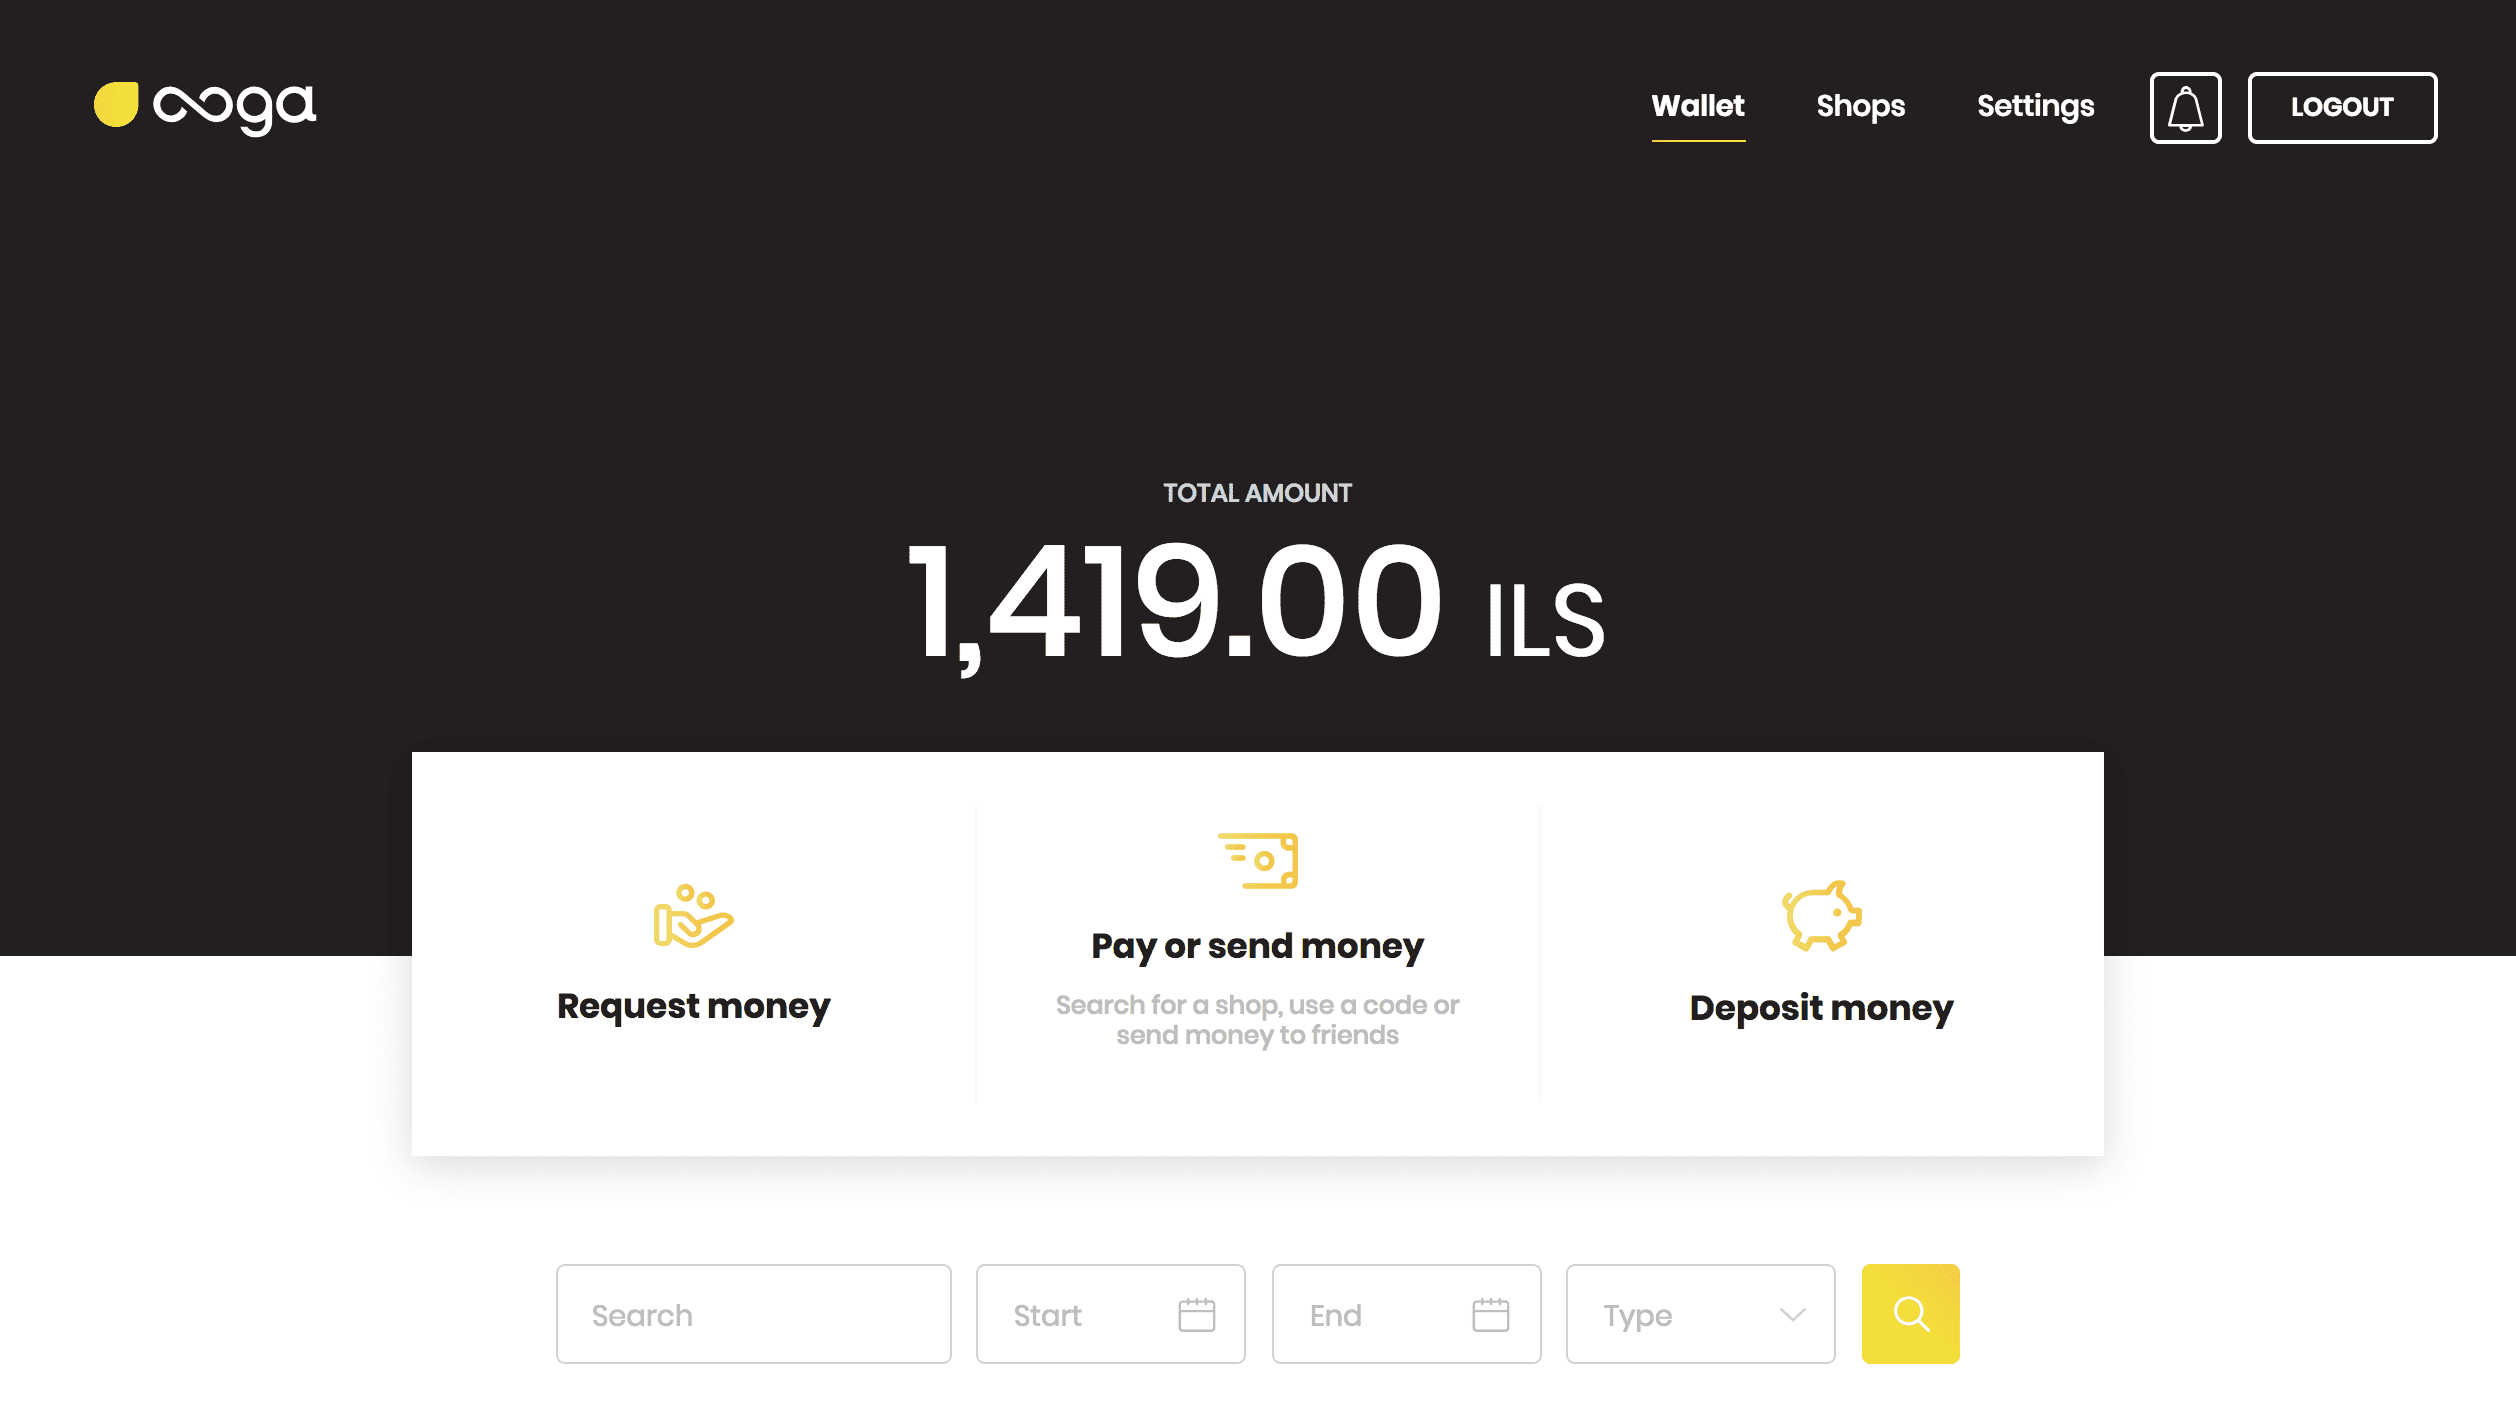 ooga
Wallet
Shops
Settings
LOGOUT
TOTAL AMOUNT
1,419.00 ILS
Request money
Pay or send money
Search for a shop, use a code or
send money to friends
Deposit money
Search
Start
End
Type